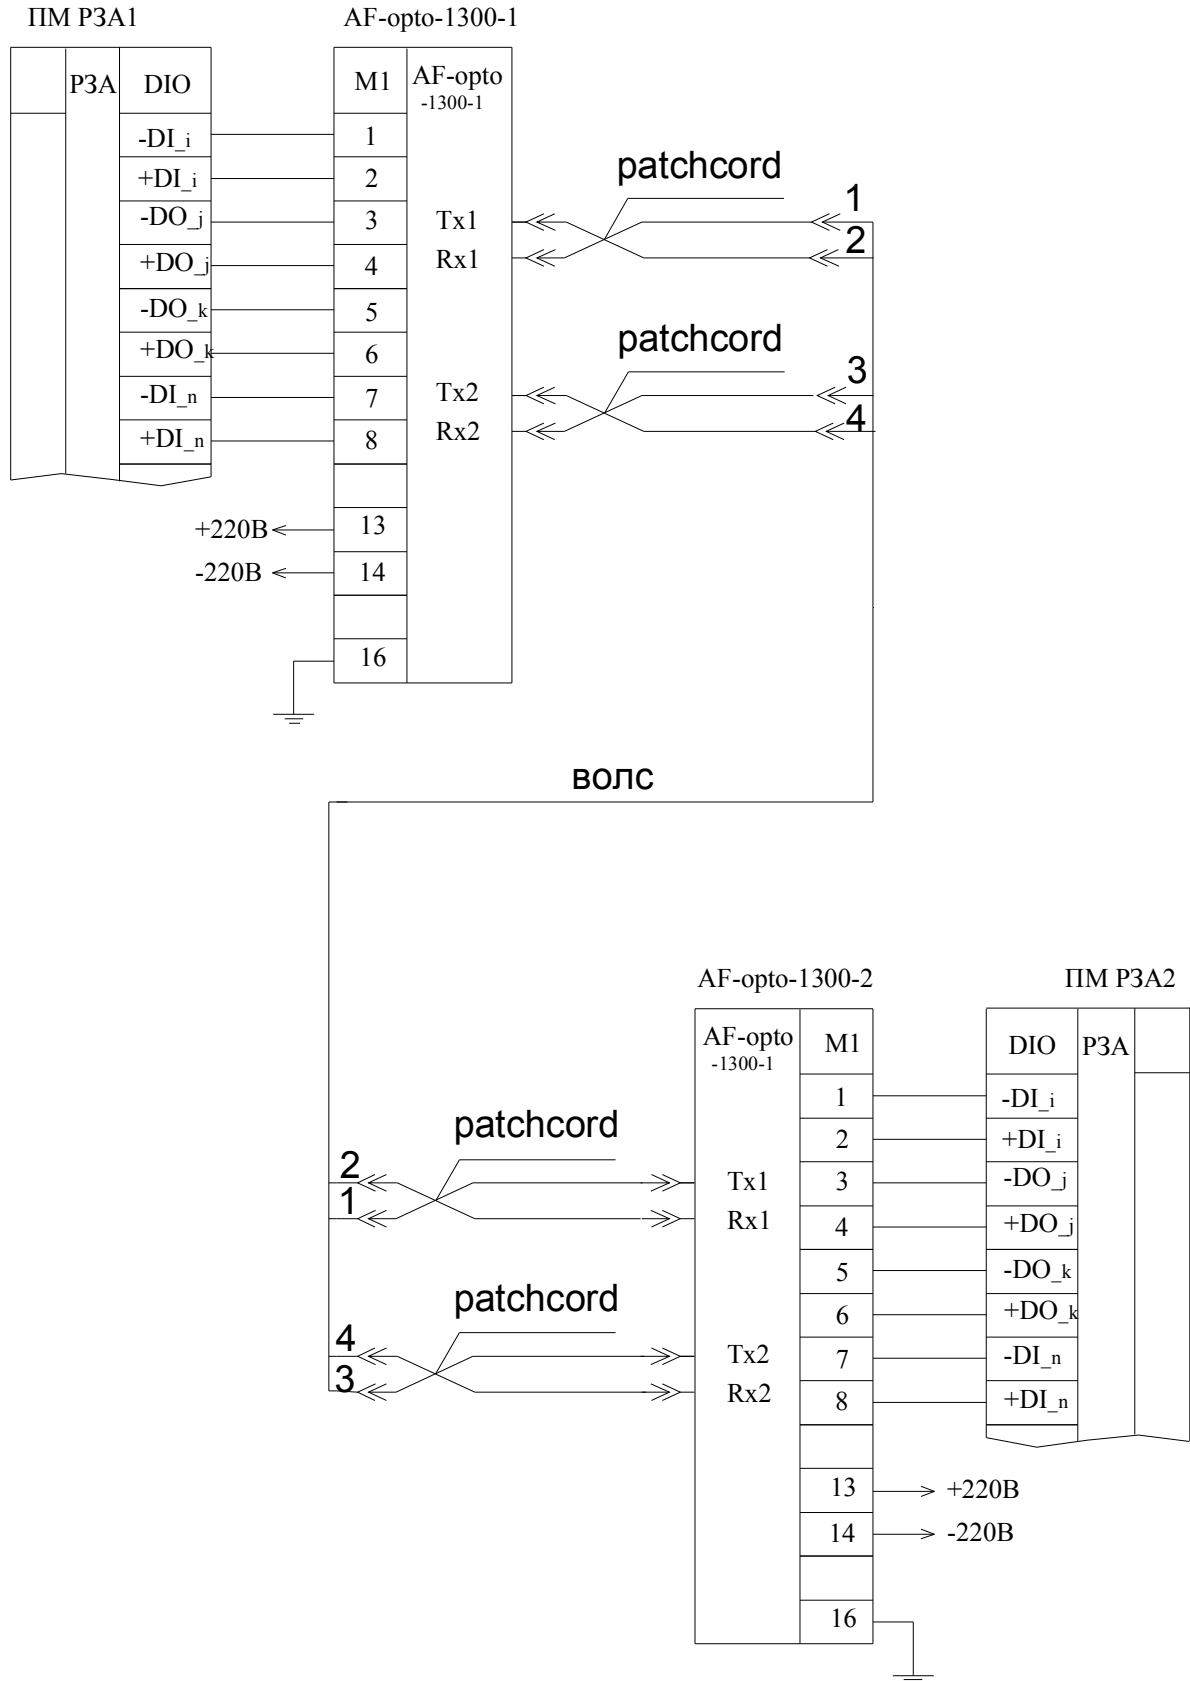 ПМ РЗА1
AF-opto-1300-1
РЗА
DIO
M1
AF-opto
-1300-1
-DI_i
1
+DI_i
2
-DO_j
3
+DO_j
4
-DO_k
5
+DO_k
6
-DI_n
7
+DI_n
8
Tx1
Rx1
patchcord
1
2
Tx2
Rx2
patchcord
3
4
+220В
13
-220В
14
16
волс
AF-opto-1300-2
ПМ РЗА2
AF-opto
-1300-1
M1
DIO
РЗА
1
-DI_i
2
+DI_i
3
-DO_j
4
+DO_j
5
-DO_k
6
+DO_k
7
-DI_n
8
+DI_n
patchcord
2
1
Tx1
Rx1
patchcord
4
3
Tx2
Rx2
13
+220В
14
-220В
16